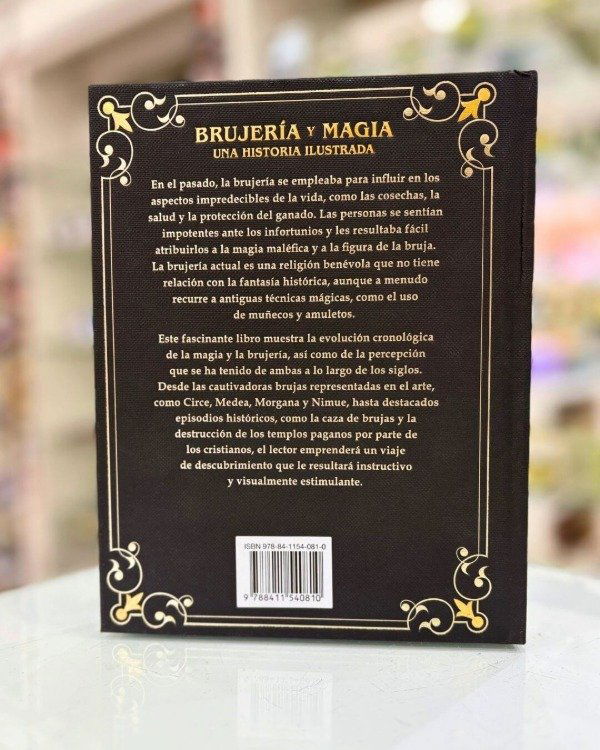 BRUJERÍA Y MAGIA
UNA HISTORIA ILUSTRADA
En el pasado, la brujería se empleaba para influir en los
aspectos impredecibles de la vida, como las cosechas, la
salud y la protección del ganado. Las personas se sentían
impotentes ante los infortunios y les resultaba fácil
atribuirlos a la magia maléfica y a la figura de la bruja.
La brujería actual es una religión benévola que no tiene
relación con la fantasía histórica, aunque a menudo
recurre a antiguas técnicas mágicas, como el uso
de muñecos y amuletos.
Este fascinante libro muestra la evolución cronológica
de la magia y la brujería, así como de la percepción
que se ha tenido de ambas a lo largo de los siglos.
Desde las cautivadoras brujas representadas en el arte,
como Circe, Medea, Morgana y Nimue, hasta destacados
episodios históricos, como la caza de brujas y la
destrucción de los templos paganos por parte de
los cristianos, el lector emprenderá un viaje
de descubrimiento que le resultará instructivo
y visualmente estimulante.
ISBN 978-84-1154-081-0
9 788411 540810